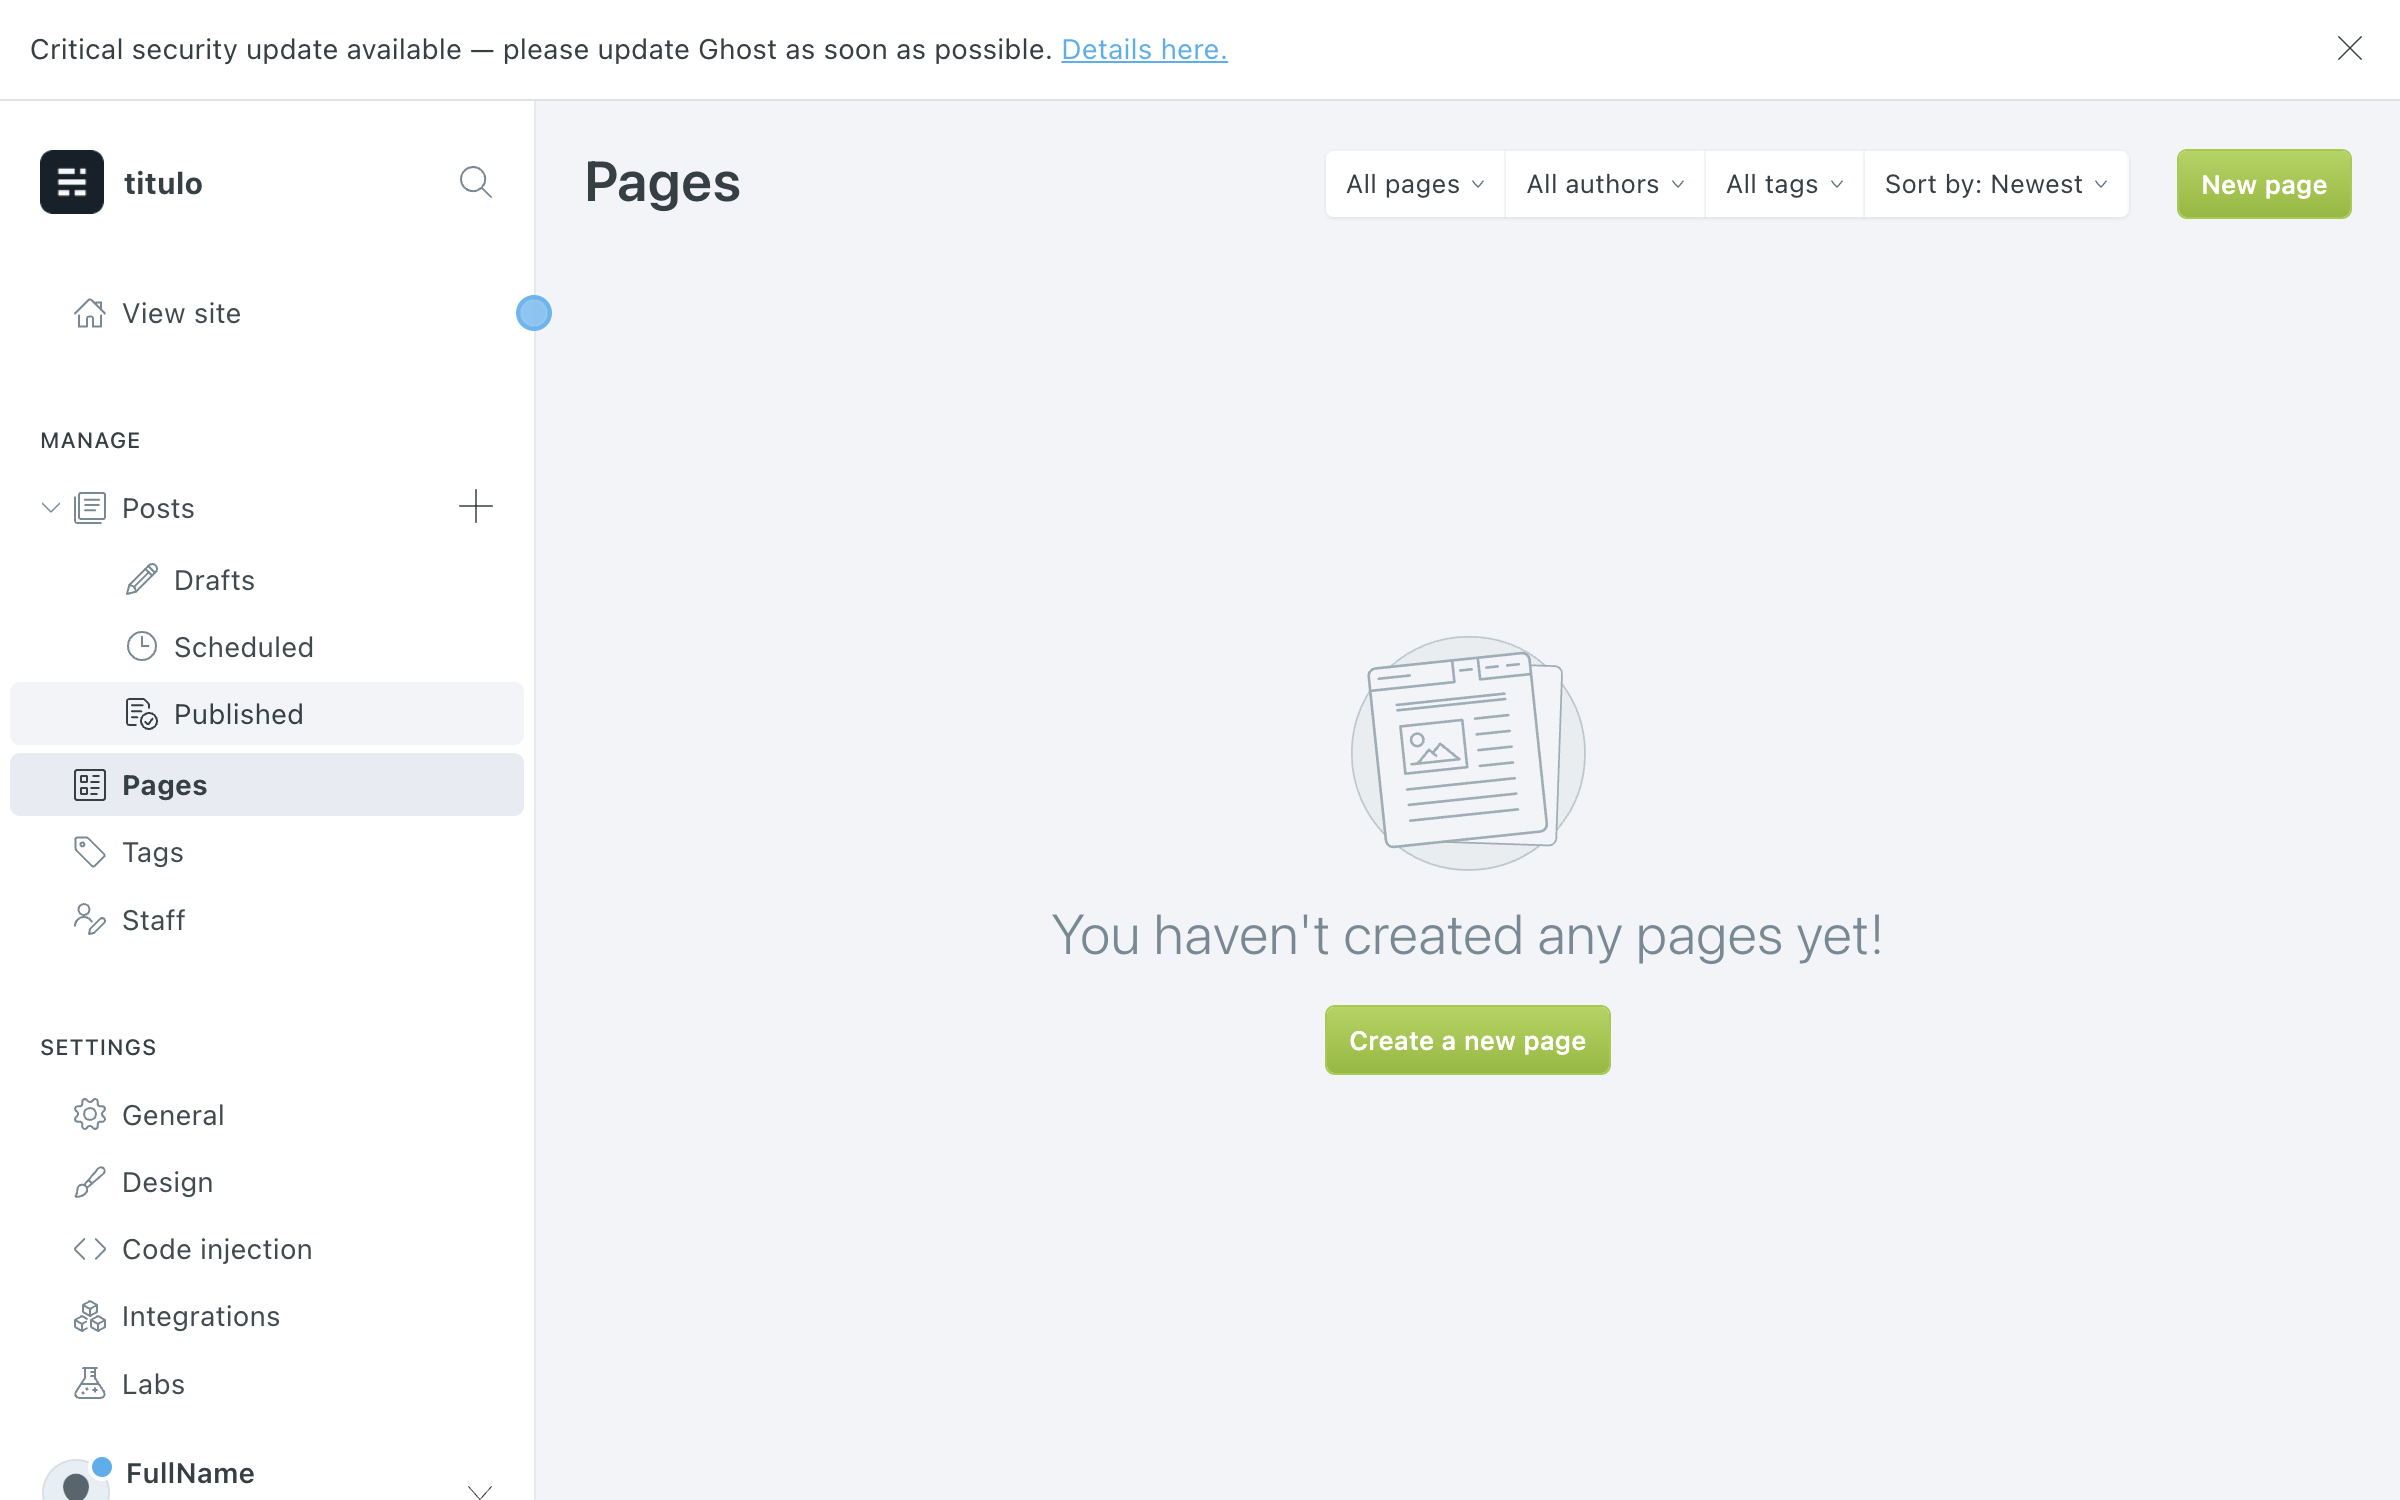 Critical security update available — please update Ghost as soon as possible. Details here.
titulo
View site
MANAGE
Posts
Drafts
Scheduled
Published
Pages
Tags
Staff
SETTINGS
General
Design
Code injection
Integrations
Labs
FullName
Pages
All pages
All authors
All tags
Sort by: Newest
New page
You haven't created any pages yet!
Create a new page